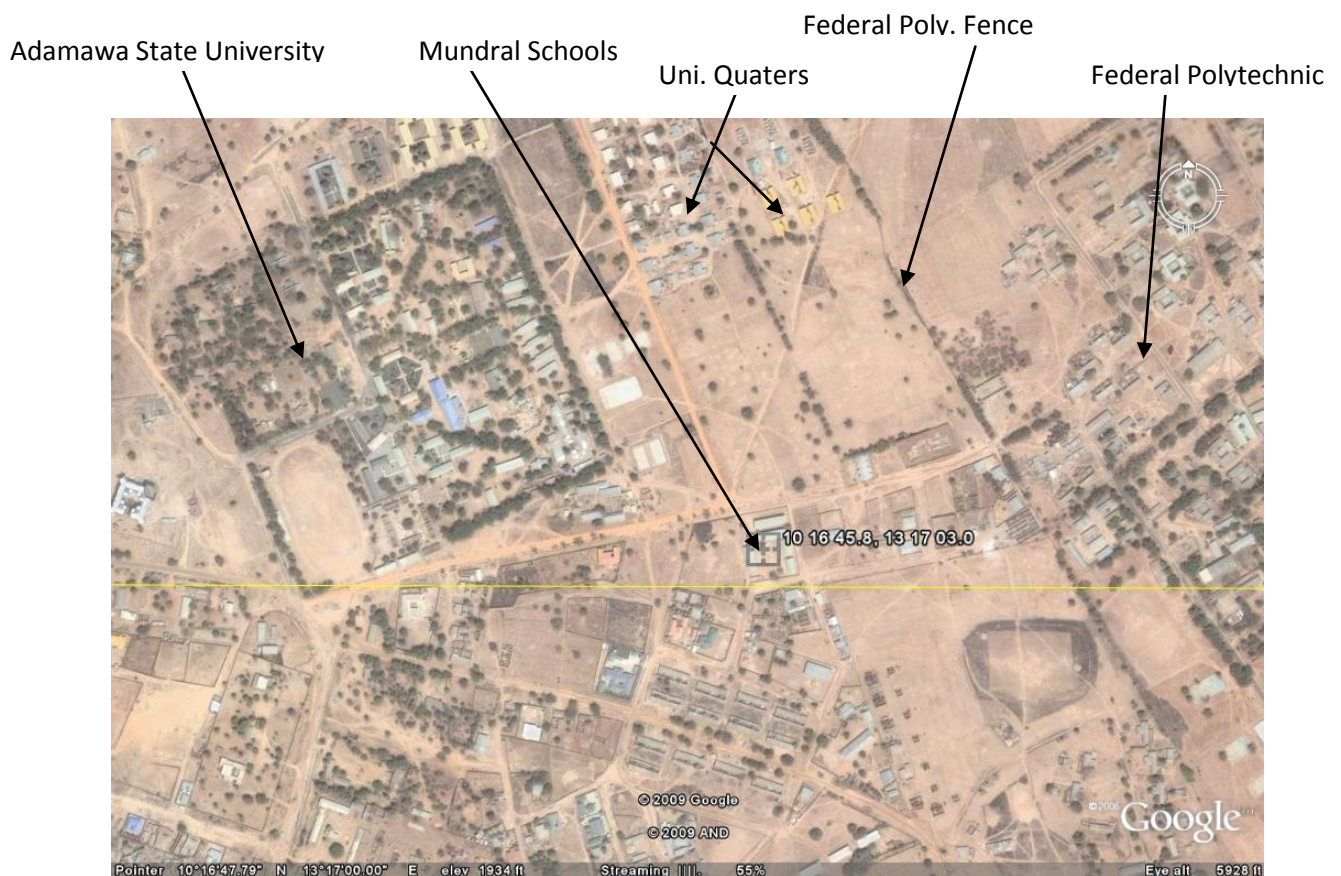 Federal Poly. Fence
Adamawa State University
Mundral Schools
Uni. Quaters
Federal Polytechnic
N
10 16 45.8, 13 17 03.0
© 2009 Google
© 2009 AND
©2006 Google™
Pointer 10°16'47.79" N 13°17'00.00" E elev 1934 ft Streaming ||||. 55% Eye alt 5928 ft